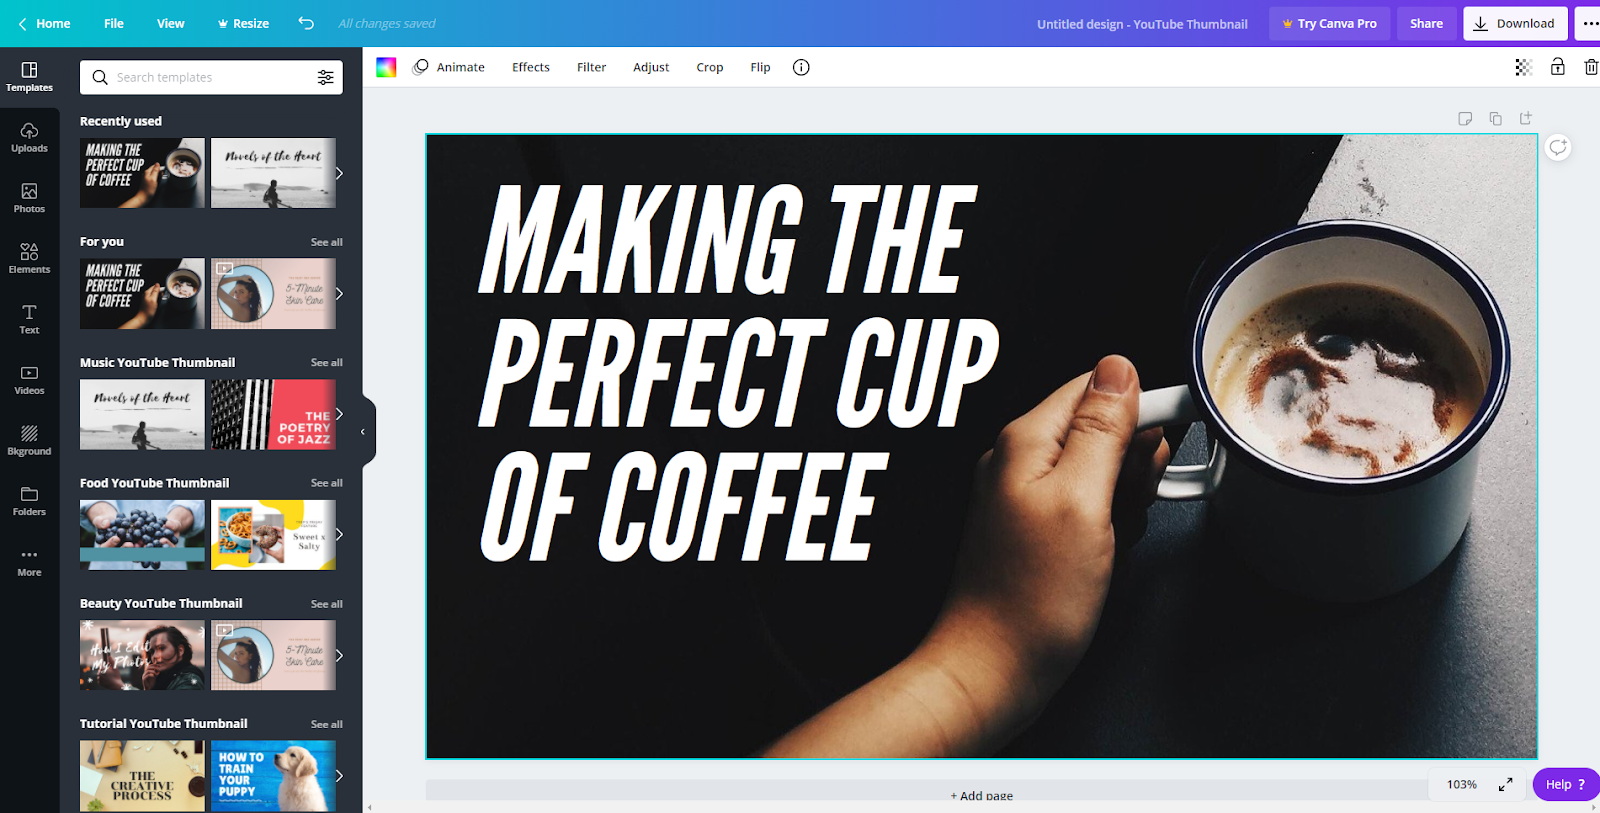 Home File View Resize All changes saved Untitled design - YouTube Thumbnail Try Canva Pro Share Download
Templates
Uploads
Photos
Elements
Text
Videos
Bkground
Folders
More
Search templates
Recently used
MAKING THE
PERFECT CUP
OF COFFEE
Novels of the Heart
For you See all
MAKING THE
PERFECT CUP
OF COFFEE
5-Minute
Skin Care
Music YouTube Thumbnail See all
Novels of the Heart
THE
POETRY
OF JAZZ
Food YouTube Thumbnail See all
Sweet x
Salty
Beauty YouTube Thumbnail See all
How I Edit
My Photos
5-Minute
Skin Care
Tutorial YouTube Thumbnail See all
THE
CREATIVE
PROCESS
HOW TO
TRAIN
YOUR
PUPPY
Animate Effects Filter Adjust Crop Flip
MAKING THE
PERFECT CUP
OF COFFEE
+ Add page
103%
Help ?